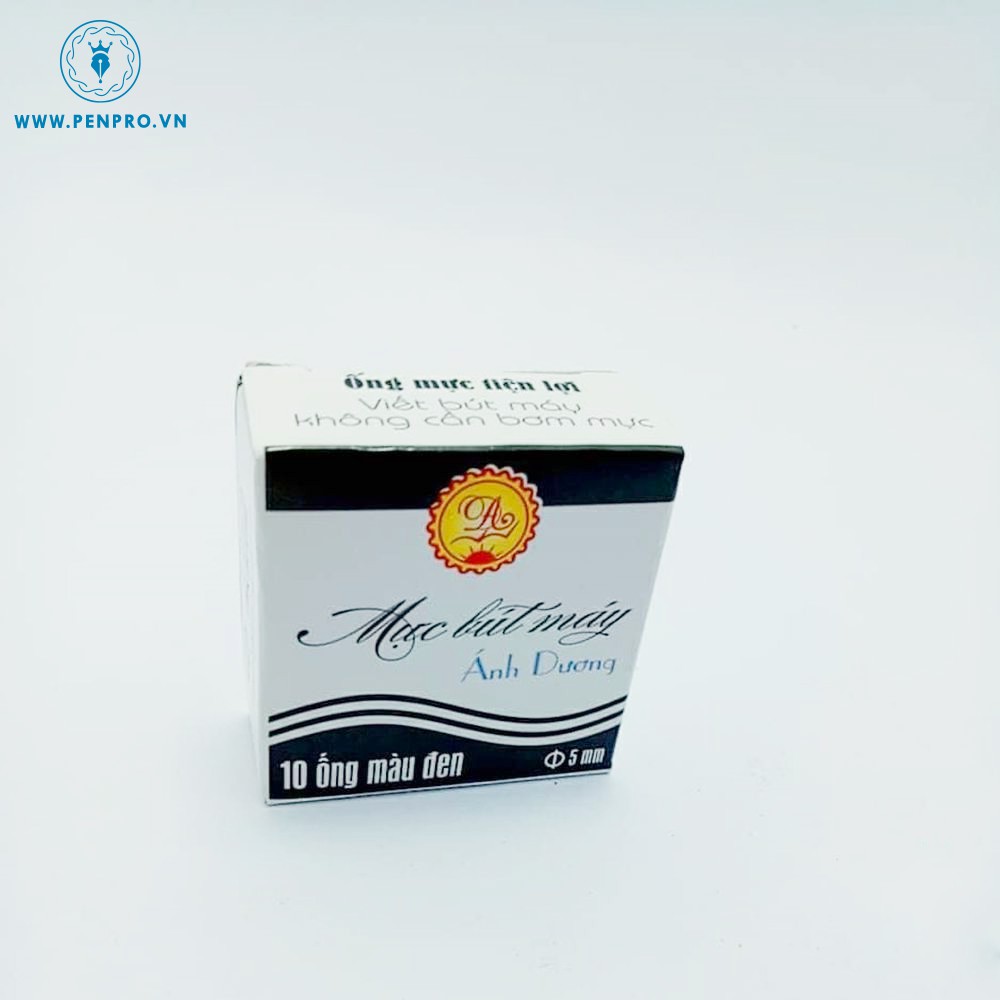 WWW.PENPRO.VN
Ống mực tiện lợi
Viết bút máy
không cần bơm mực
DA
Mực bút máy
Ánh Dương
10 ống màu đen
Φ 5 mm